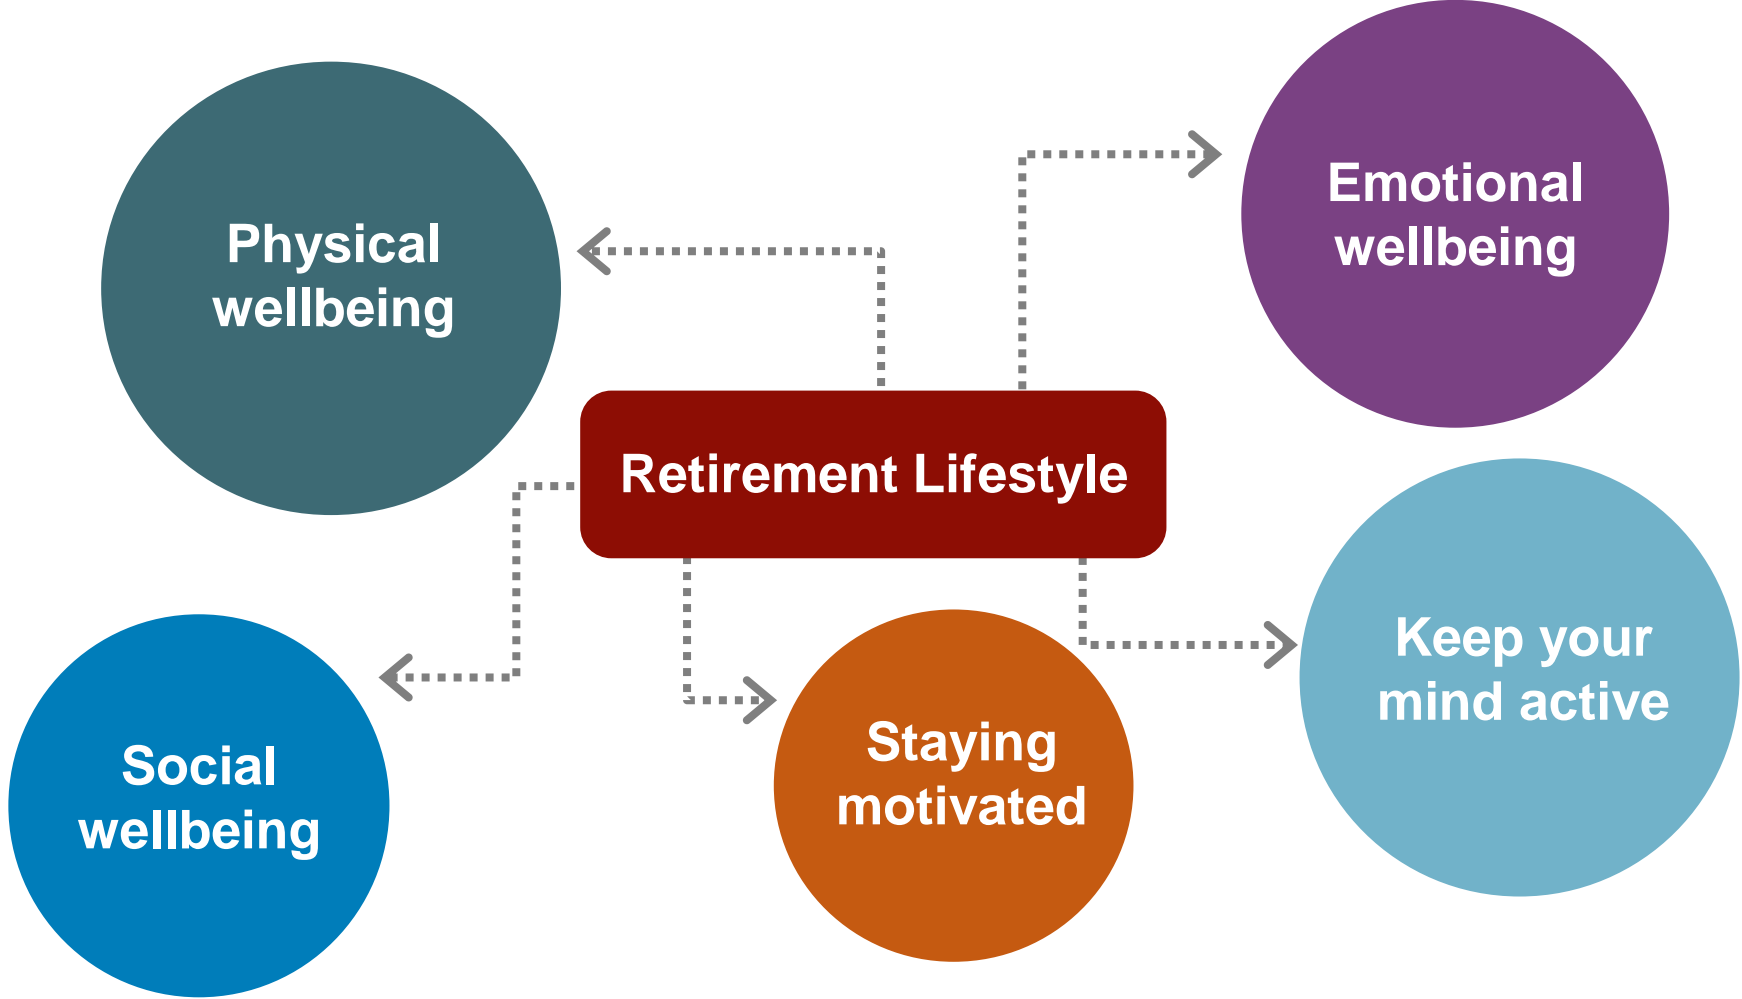 Emotional
wellbeing
Physical
wellbeing
Retirement Lifestyle
Keep your
mind active
Staying
motivated
Social
wellbeing